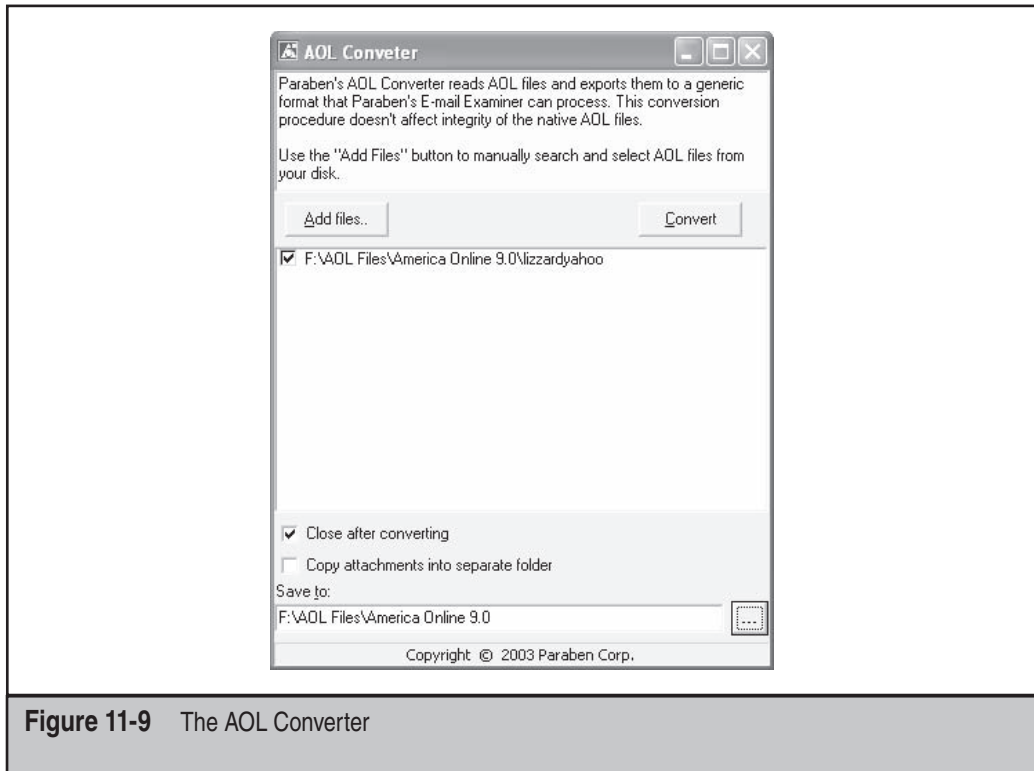 AOL Conveter
Paraben's AOL Converter reads AOL files and exports them to a generic
format that Paraben's E-mail Examiner can process. This conversion
procedure doesn't affect integrity of the native AOL files.
Use the "Add Files" button to manually search and select AOL files from
your disk.
Add files..
Convert
F:\AOL Files\America Online 9.0\lizzardyahoo
Close after converting
Copy attachments into separate folder
Save to:
F:\AOL Files\America Online 9.0
...
Copyright © 2003 Paraben Corp.
Figure 11-9 The AOL Converter